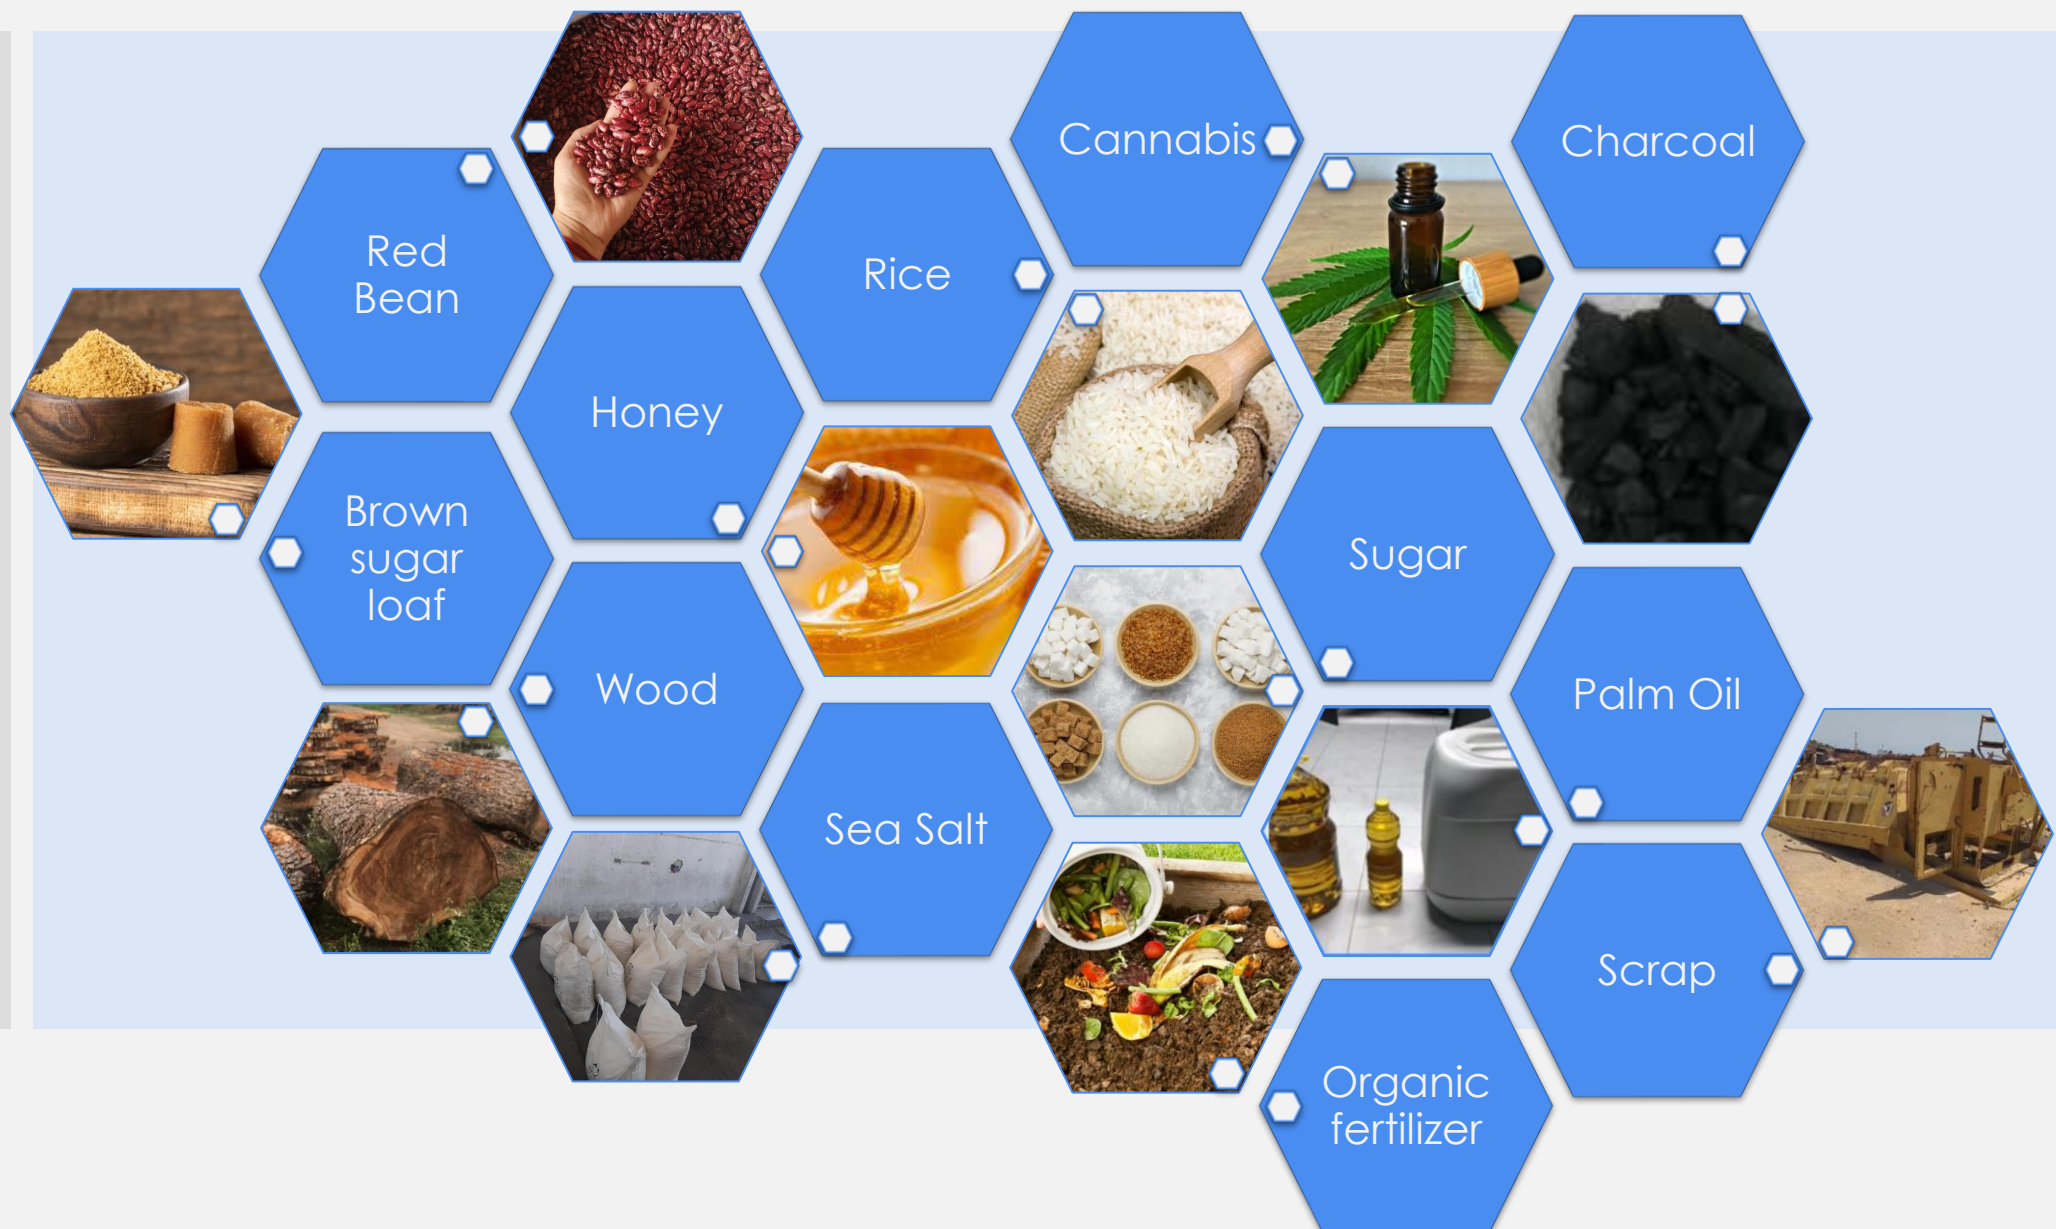 Cannabis
Charcoal
Red
Bean
Rice
Honey
Brown
sugar
loaf
Sugar
Wood
Palm Oil
Sea Salt
Scrap
Organic
fertilizer